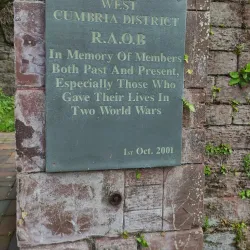 WEST
CUMBRIA DISTRICT
R.A.O.B
In Memory Of Members
Both Past And Present,
Especially Those Who
Gave Their Lives In
Two World Wars
1st Oct. 2001